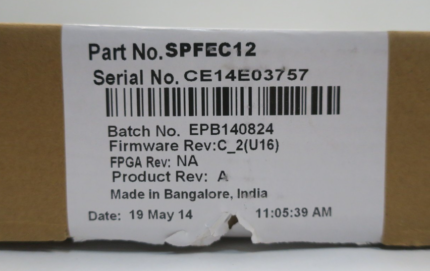 Part No. SPFEC12
Serial No. CE14E03757
Batch No. EPB140824
Firmware Rev:C_2(U16)
FPGA Rev: NA
Product Rev: A
Made in Bangalore, India
Date: 19 May 14 11:05:39 AM